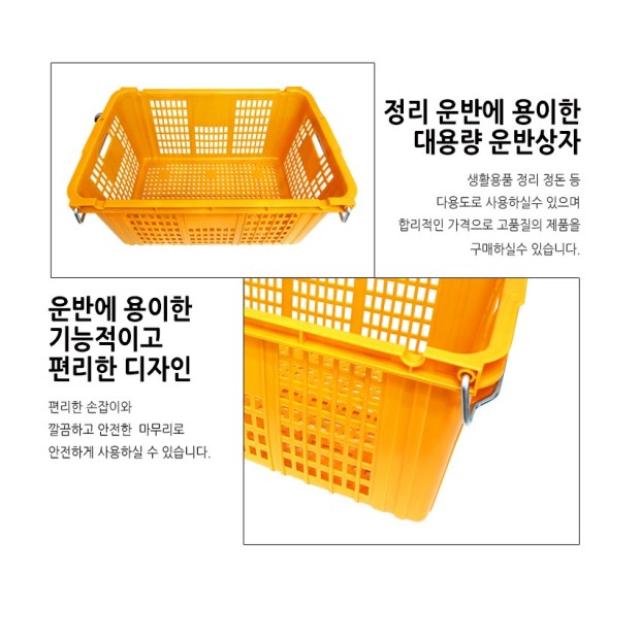 정리 운반에 용이한
대용량 운반상자
생활용품 정리 정돈 등
다용도로 사용하실수 있으며
합리적인 가격으로 고품질의 제품을
구매하실수 있습니다.
운반에 용이한
기능적이고
편리한 디자인
편리한 손잡이와
깔끔하고 안전한 마무리로
안전하게 사용하실 수 있습니다.